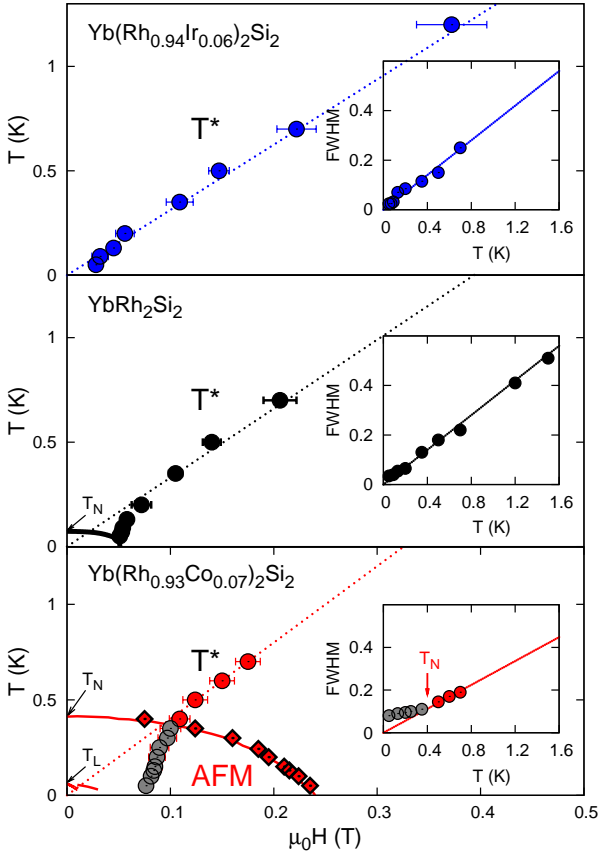 Yb(Rh0.94Ir0.06)2Si2
T*
T (K)
1
0.5
0
FWHM
0.4
0.2
0
0 0.4 0.8 1.2 1.6
T (K)
YbRh2Si2
T*
T (K)
1
0.5
0
TN
FWHM
0.4
0.2
0
0 0.4 0.8 1.2 1.6
T (K)
Yb(Rh0.93Co0.07)2Si2
T*
T (K)
1
0.5
0
TN
TL
AFM
FWHM
0.4
0.2
0
TN
0 0.4 0.8 1.2 1.6
T (K)
0 0.1 0.2 0.3 0.4 0.5
μ0H (T)